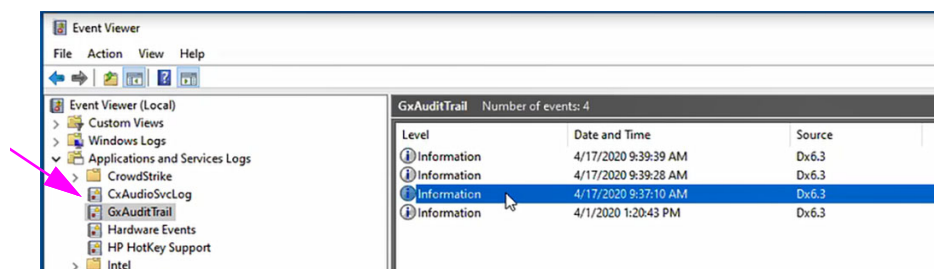 Event Viewer
File Action View Help
Event Viewer (Local)
Custom Views
Windows Logs
Applications and Services Logs
CrowdStrike
CxAudioSvcLog
GxAuditTrail
Hardware Events
HP HotKey Support
Intel
GxAuditTrail Number of events: 4
Level Date and Time Source
Information 4/17/2020 9:39:39 AM Dx6.3
Information 4/17/2020 9:39:28 AM Dx6.3
Information 4/17/2020 9:37:10 AM Dx6.3
Information 4/1/2020 1:20:43 PM Dx6.3